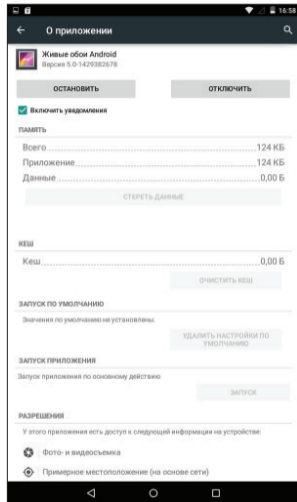 16:58
О приложении
Живые обои Android
Версия 5.0-1429382678
ОСТАНОВИТЬ
ОТКЛЮЧИТЬ
Включить уведомления
ПАМЯТЬ
Всего 124 КБ
Приложение 124 КБ
Данные 0,00 Б
СТЕРЕТЬ ДАННЫЕ
КЕШ
Кеш 0,00 Б
ОЧИСТИТЬ КЕШ
ЗАПУСК ПО УМОЛЧАНИЮ
Значения по умолчанию не установлены.
УДАЛИТЬ НАСТРОЙКИ ПО
УМОЛЧАНИЮ
ЗАПУСК ПРИЛОЖЕНИЯ
Запуск приложения по основному действию
ЗАПУСК
РАЗРЕШЕНИЯ
У этого приложения есть доступ к следующей информации на устройстве:
Фото- и видеосъемка
Примерное местоположение (на основе сети)